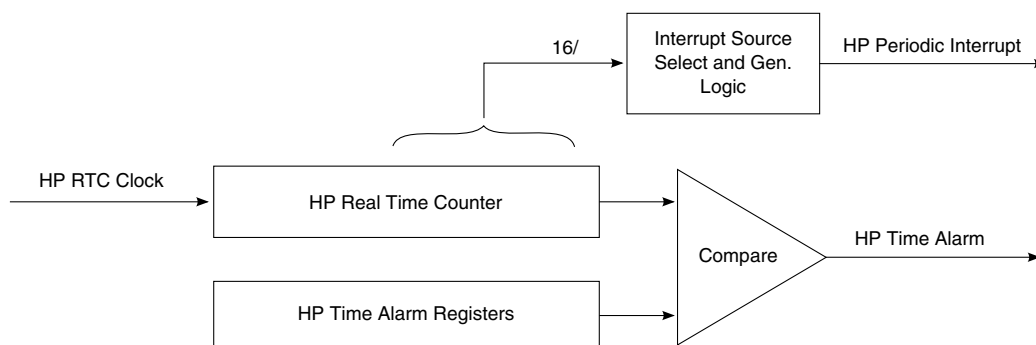 16/
Interrupt Source
Select and Gen.
Logic
HP Periodic Interrupt
HP RTC Clock
HP Real Time Counter
Compare
HP Time Alarm
HP Time Alarm Registers